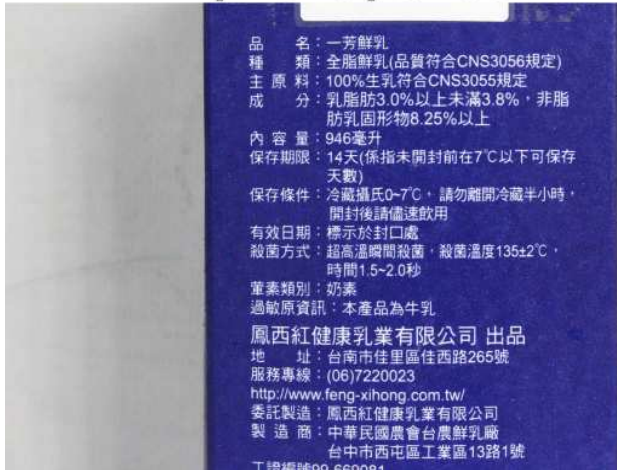 品　　名：一芳鮮乳
種　　類：全脂鮮乳(品質符合CNS3056規定)
主 原 料：100%生乳符合CNS3055規定
成　　分：乳脂肪3.0%以上未滿3.8%，非脂
肪乳固形物8.25%以上
內 容 量：946毫升
保存期限：14天(係指未開封前在7℃以下可保存
天數)
保存條件：冷藏攝氏0~7℃，請勿離開冷藏半小時，
開封後請儘速飲用
有效日期：標示於封口處
殺菌方式：超高溫瞬間殺菌，殺菌溫度135±2℃，
時間1.5~2.0秒
葷素類別：奶素
過敏原資訊：本產品為牛乳
鳳西紅健康乳業有限公司 出品
地　　址：台南市佳里區佳西路265號
服務專線：(06)7220023
http://www.feng-xihong.com.tw/
委託製造：鳳西紅健康乳業有限公司
製 造 商：中華民國農會台農鮮乳廠
台中市西屯區工業區13路1號
工證編號99-669081